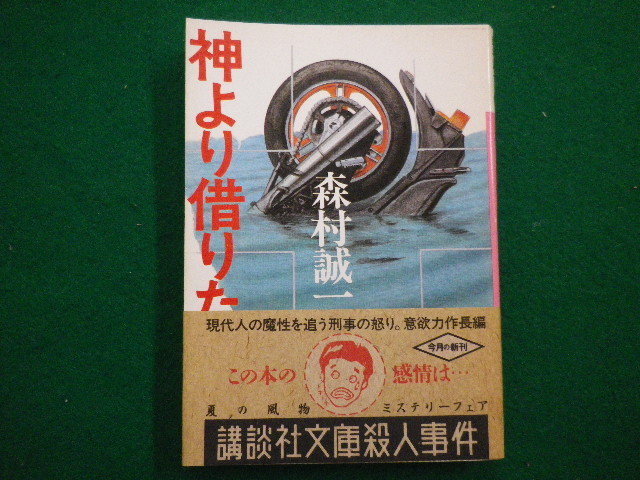 神より借りた
森村誠一
現代人の魔性を追う刑事の怒り。意欲力作長編
今月の新刊
この本の 感情は…
夏の風物 ミステリーフェア
講談社文庫殺人事件